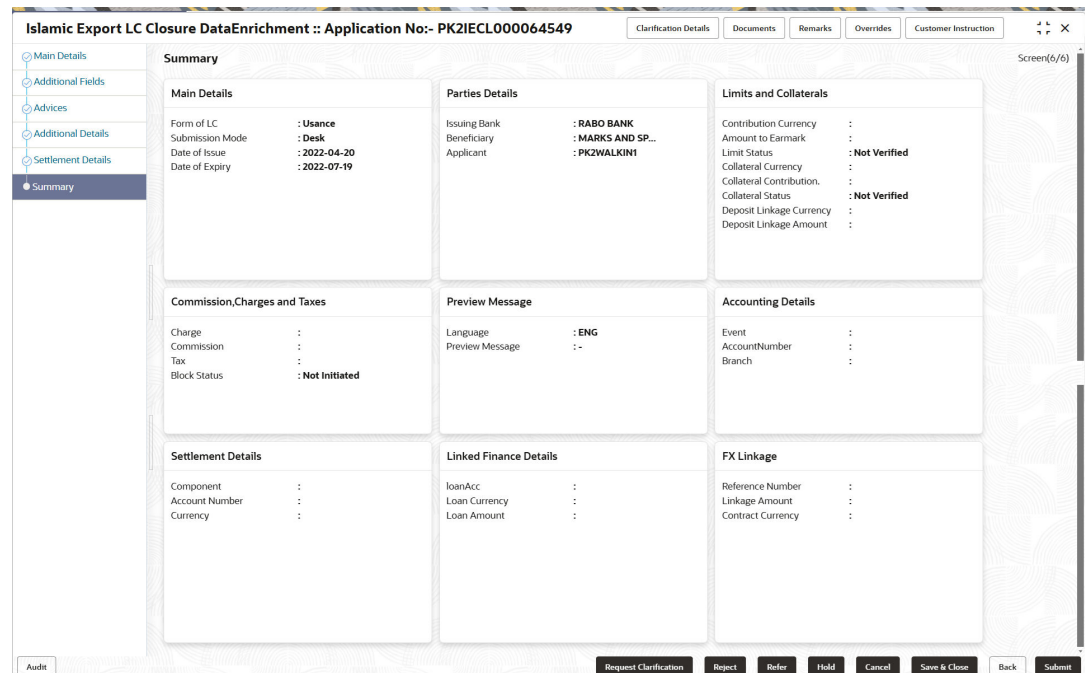 Islamic Export LC Closure DataEnrichment :: Application No:- PK2IECL000064549
Clarification Details
Documents
Remarks
Overrides
Customer Instruction
Main Details
Additional Fields
Advices
Additional Details
Settlement Details
Summary
Summary
Screen(6/6)
Main Details
Form of LC : Usance
Submission Mode : Desk
Date of Issue : 2022-04-20
Date of Expiry : 2022-07-19
Parties Details
Issuing Bank : RABO BANK
Beneficiary : MARKS AND SP...
Applicant : PK2WALKIN1
Limits and Collaterals
Contribution Currency :
Amount to Earmark :
Limit Status : Not Verified
Collateral Currency :
Collateral Contribution. :
Collateral Status : Not Verified
Deposit Linkage Currency :
Deposit Linkage Amount :
Commission,Charges and Taxes
Charge :
Commission :
Tax :
Block Status : Not Initiated
Preview Message
Language : ENG
Preview Message : -
Accounting Details
Event :
AccountNumber :
Branch :
Settlement Details
Component :
Account Number :
Currency :
Linked Finance Details
loanAcc :
Loan Currency :
Loan Amount :
FX Linkage
Reference Number :
Linkage Amount :
Contract Currency :
Audit
Request Clarification
Reject
Refer
Hold
Cancel
Save & Close
Back
Submit